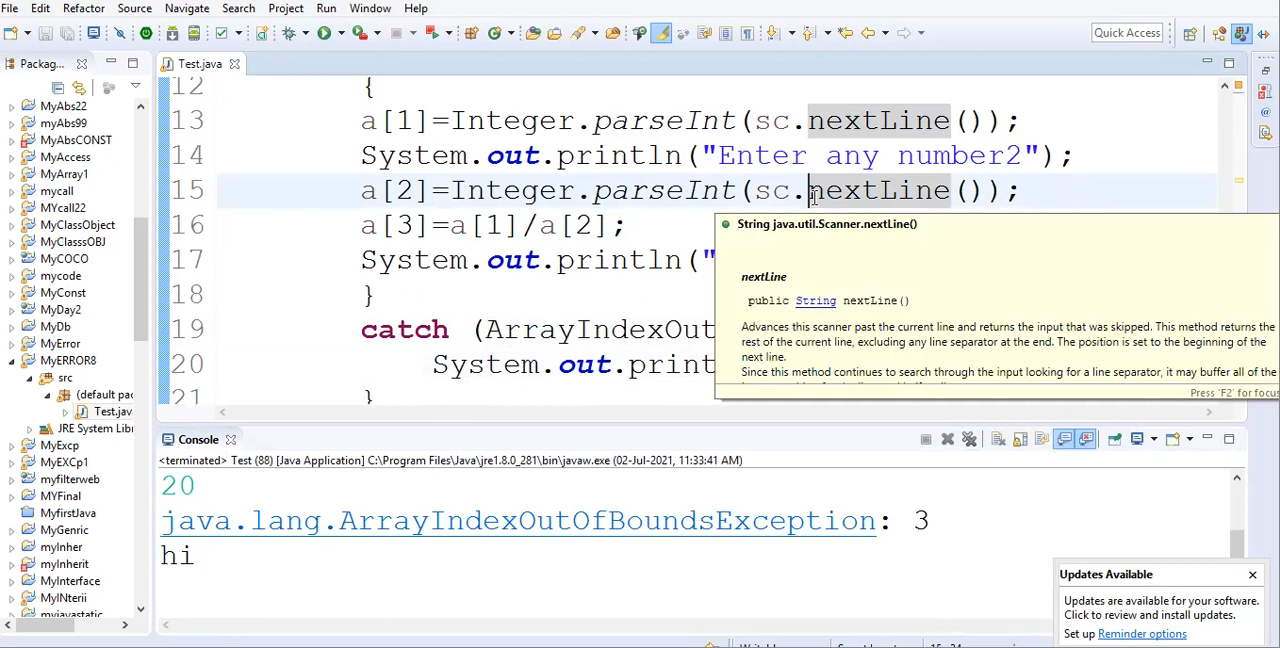 File Edit Refactor Source Navigate Search Project Run Window Help
Quick Access
Packag...
Test.java
MyAbs22
myAbs99
MyAbsCONST
MyAccess
MyArray1
mycall
MYcall22
MyClassObject
MyClasssOBJ
MyCOCO
mycode
MyConst
MyDay2
MyDb
MyError
MyERROR8
src
(default pac
Test.jav
JRE System Libr
MyExcp
MyEXCp1
myfilterweb
MYFinal
MyfirstJava
MyGenric
myInher
myInherit
MyInterface
MyINterii
myjavastatic
12 {
13 a[1]=Integer.parseInt(sc.nextLine());
14 System.out.println("Enter any number2");
15 a[2]=Integer.parseInt(sc.nextLine());
16 a[3]=a[1]/a[2];
17 System.out.println("
18 }
19 catch (ArrayIndexOut
20 System.out.print
21 }
String java.util.Scanner.nextLine()
nextLine
public String nextLine()
Advances this scanner past the current line and returns the input that was skipped. This method returns the
rest of the current line, excluding any line separator at the end. The position is set to the beginning of the
next line.
Since this method continues to search through the input looking for a line separator, it may buffer all of the
Press 'F2' for focus
Console
<terminated> Test (88) [Java Application] C:\Program Files\Java\jre1.8.0_281\bin\javaw.exe (02-Jul-2021, 11:33:41 AM)
20
java.lang.ArrayIndexOutOfBoundsException: 3
hi
Updates Available
Updates are available for your software.
Click to review and install updates.
Set up Reminder options